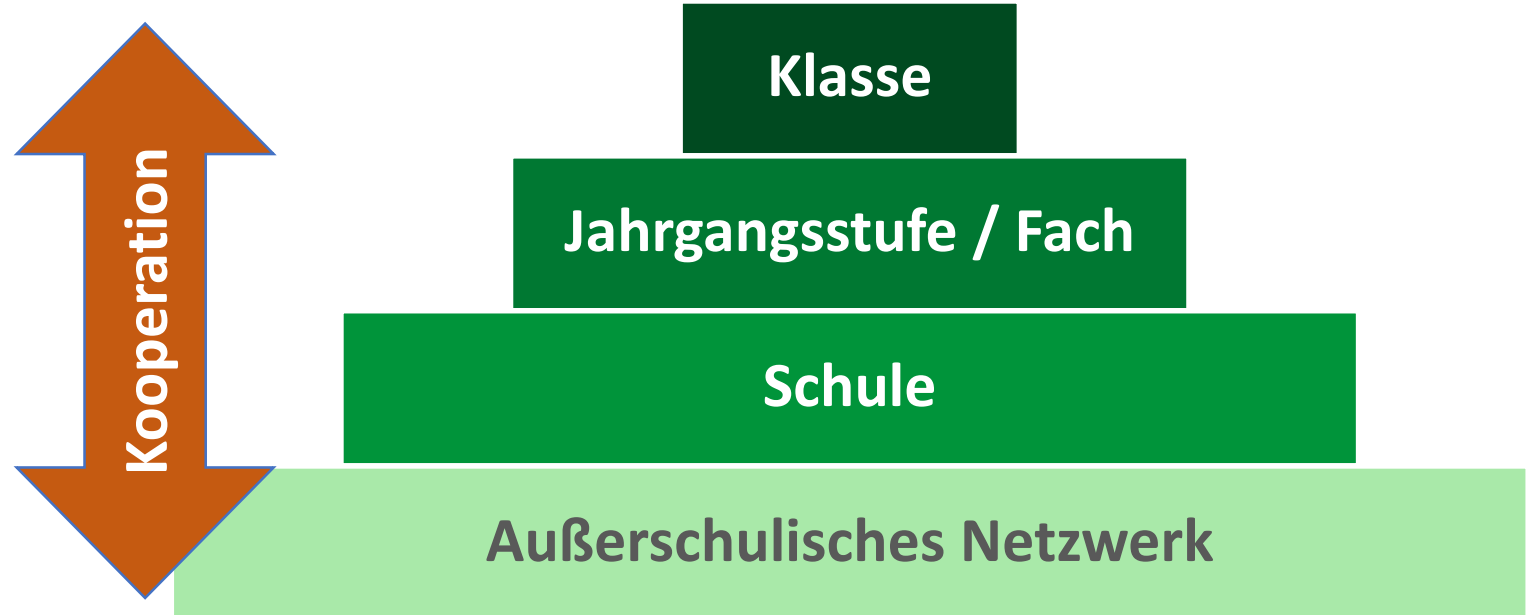 Kooperation
Klasse
Jahrgangsstufe / Fach
Schule
Außerschulisches Netzwerk